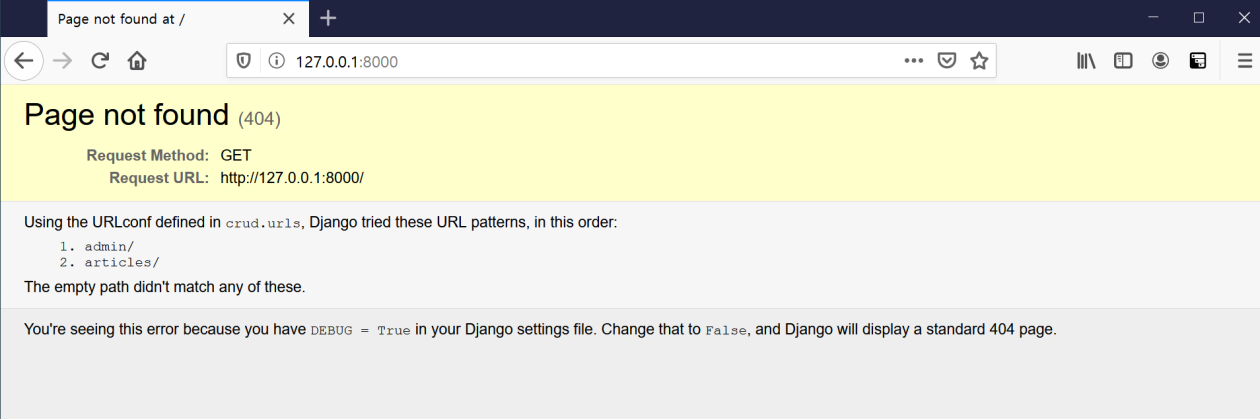 Page not found at /
127.0.0.1:8000
Page not found (404)
Request Method: GET
Request URL: http://127.0.0.1:8000/
Using the URLconf defined in crud.urls, Django tried these URL patterns, in this order:
1. admin/
2. articles/
The empty path didn't match any of these.
You're seeing this error because you have DEBUG = True in your Django settings file. Change that to False, and Django will display a standard 404 page.